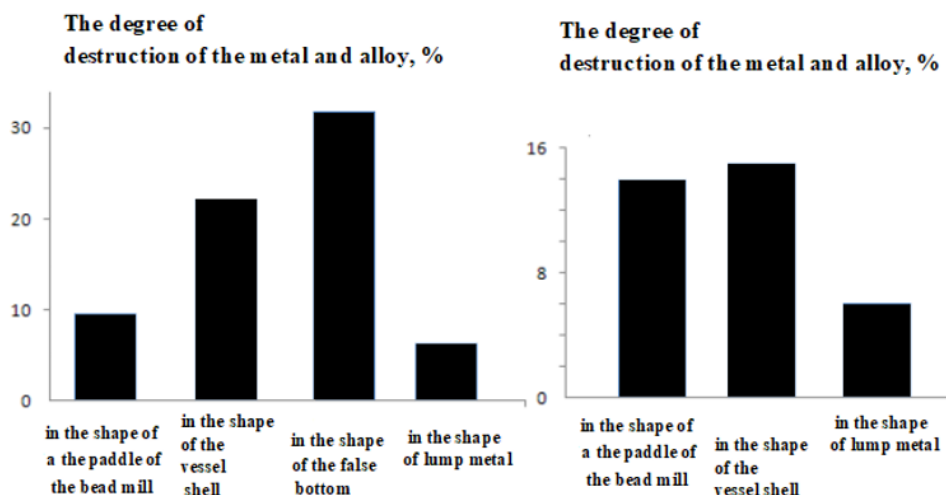 The degree of
destruction of the metal and alloy, %
30
20
10
0
in the shape of
a the paddle of
the bead mill
in the shape
of the
vessel
shell
in the shape
of the false
bottom
in the shape
of lump metal
The degree of
destruction of the metal and alloy, %
16
8
0
in the shape of
a the paddle of
the bead mill
in the shape
of the
vessel shell
in the shape
of lump metal